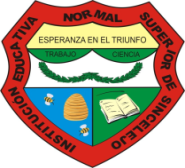 INSTITUCIÓN EDUCATIVA NORMAL SUPERIOR DE SINCELEJO
ESPERANZA EN EL TRIUNFO
TRABAJO CIENCIA